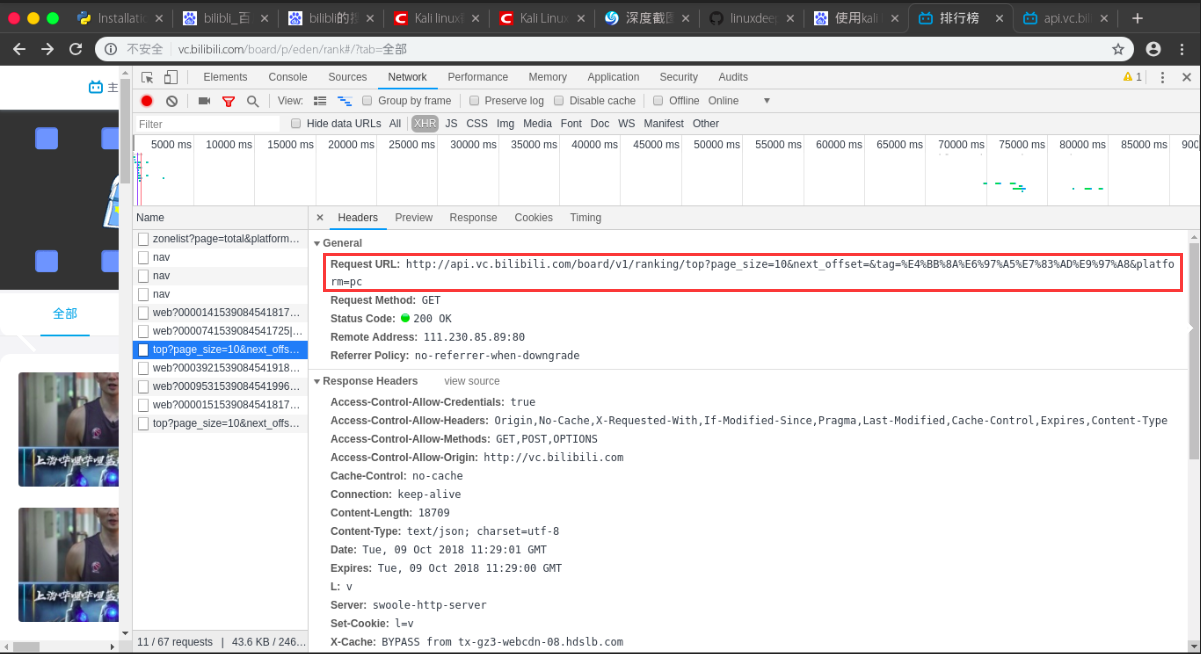 Installatio
bilibli_百
bilibli的排
Kali linux
Kali Linux
深度截图
linuxdeep
使用kali
排行榜
api.vc.bili
不安全 vc.bilibili.com/board/p/eden/rank#/?tab=全部
主
Elements Console Sources Network Performance Memory Application Security Audits 1
View: Group by frame Preserve log Disable cache Offline Online
Filter Hide data URLs All XHR JS CSS Img Media Font Doc WS Manifest Other
5000 ms 10000 ms 15000 ms 20000 ms 25000 ms 30000 ms 35000 ms 40000 ms 45000 ms 50000 ms 55000 ms 60000 ms 65000 ms 70000 ms 75000 ms 80000 ms 85000 ms 900
Name
zonelist?page=total&platform…
nav
nav
nav
web?0000141539084541817…
web?0000741539084541725|…
top?page_size=10&next_offs…
web?0003921539084541918…
web?0009531539084541996…
web?0000151539084541817…
top?page_size=10&next_offs…
11 / 67 requests | 43.6 KB / 246…
全部
Headers Preview Response Cookies Timing
General
Request URL: http://api.vc.bilibili.com/board/v1/ranking/top?page_size=10&next_offset=&tag=%E4%BB%8A%E6%97%A5%E7%83%AD%E9%97%A8&platfo
rm=pc
Request Method: GET
Status Code: 200 OK
Remote Address: 111.230.85.89:80
Referrer Policy: no-referrer-when-downgrade
Response Headers view source
Access-Control-Allow-Credentials: true
Access-Control-Allow-Headers: Origin,No-Cache,X-Requested-With,If-Modified-Since,Pragma,Last-Modified,Cache-Control,Expires,Content-Type
Access-Control-Allow-Methods: GET,POST,OPTIONS
Access-Control-Allow-Origin: http://vc.bilibili.com
Cache-Control: no-cache
Connection: keep-alive
Content-Length: 18709
Content-Type: text/json; charset=utf-8
Date: Tue, 09 Oct 2018 11:29:01 GMT
Expires: Tue, 09 Oct 2018 11:29:00 GMT
L: v
Server: swoole-http-server
Set-Cookie: l=v
X-Cache: BYPASS from tx-gz3-webcdn-08.hdslb.com